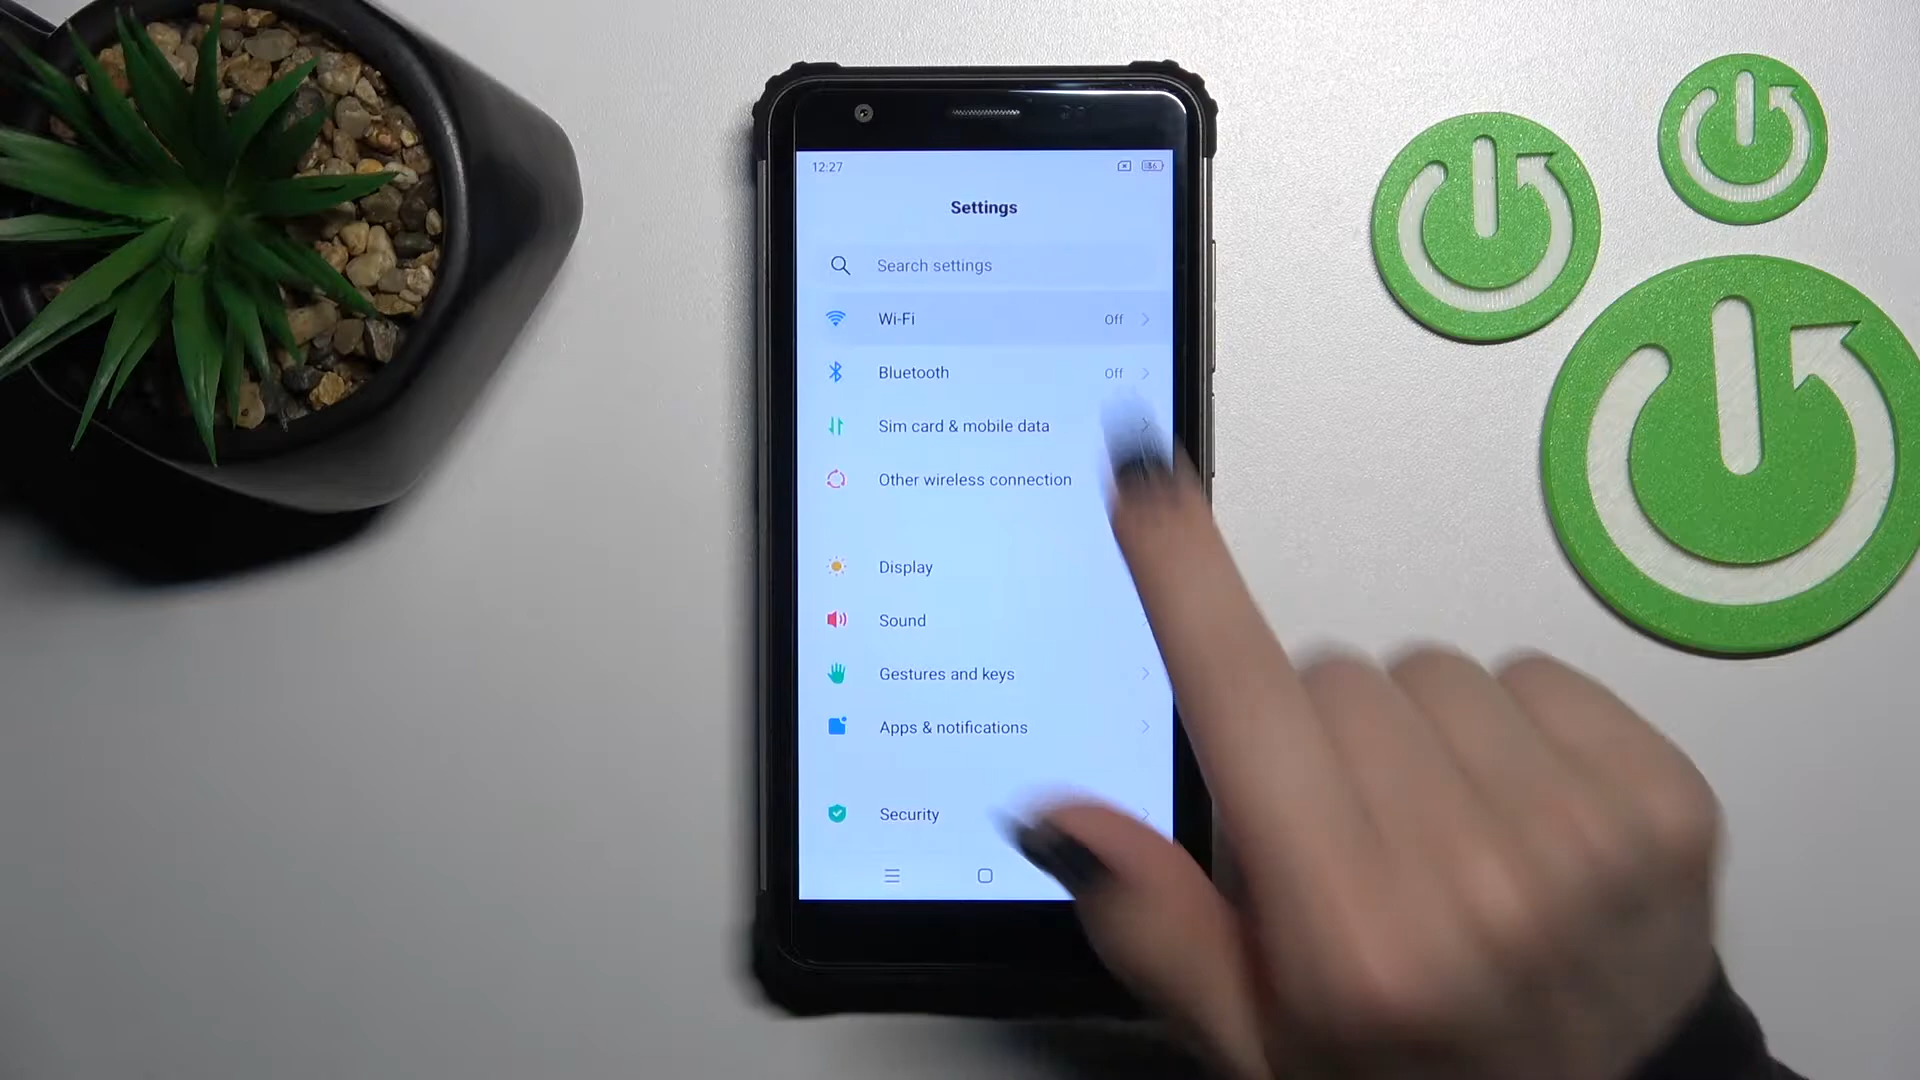 12:27
Settings
Search settings
Wi-Fi Off
Bluetooth Off
Sim card & mobile data
Other wireless connection
Display
Sound
Gestures and keys
Apps & notifications
Security